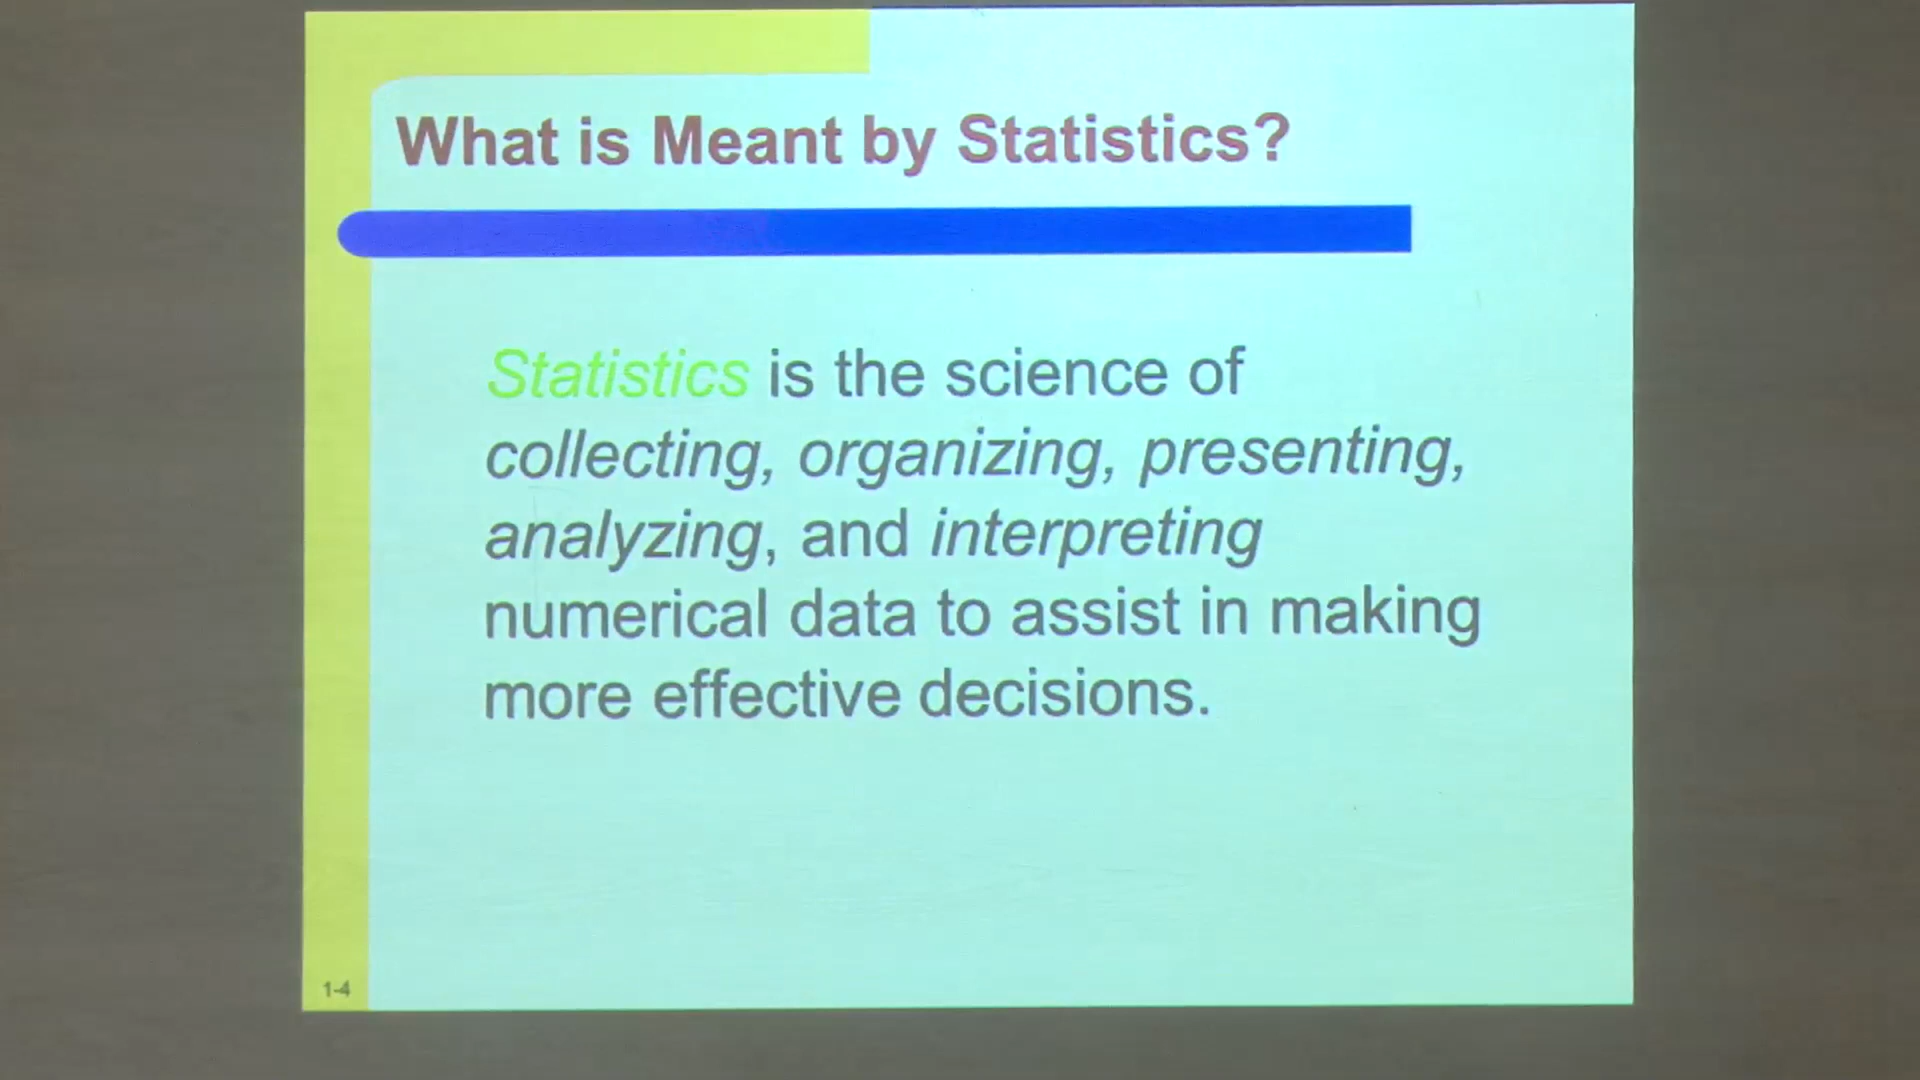 What is Meant by Statistics?
Statistics is the science of
collecting, organizing, presenting,
analyzing, and interpreting
numerical data to assist in making
more effective decisions.
1-4